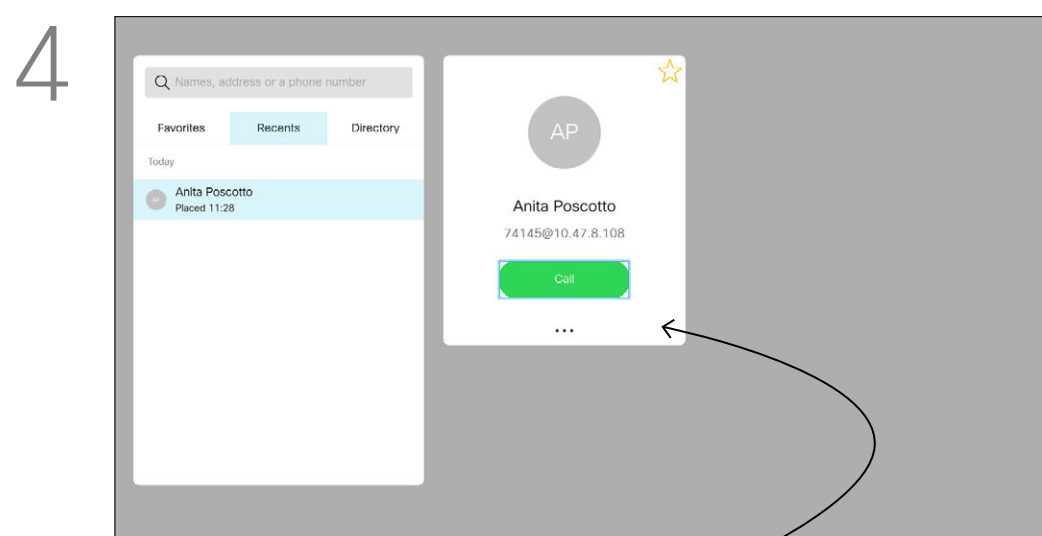 4
Names, address or a phone number
Favorites Recents Directory
Today
AP Anita Poscotto
Placed 11:28
AP
Anita Poscotto
74145@10.47.8.108
Call
...